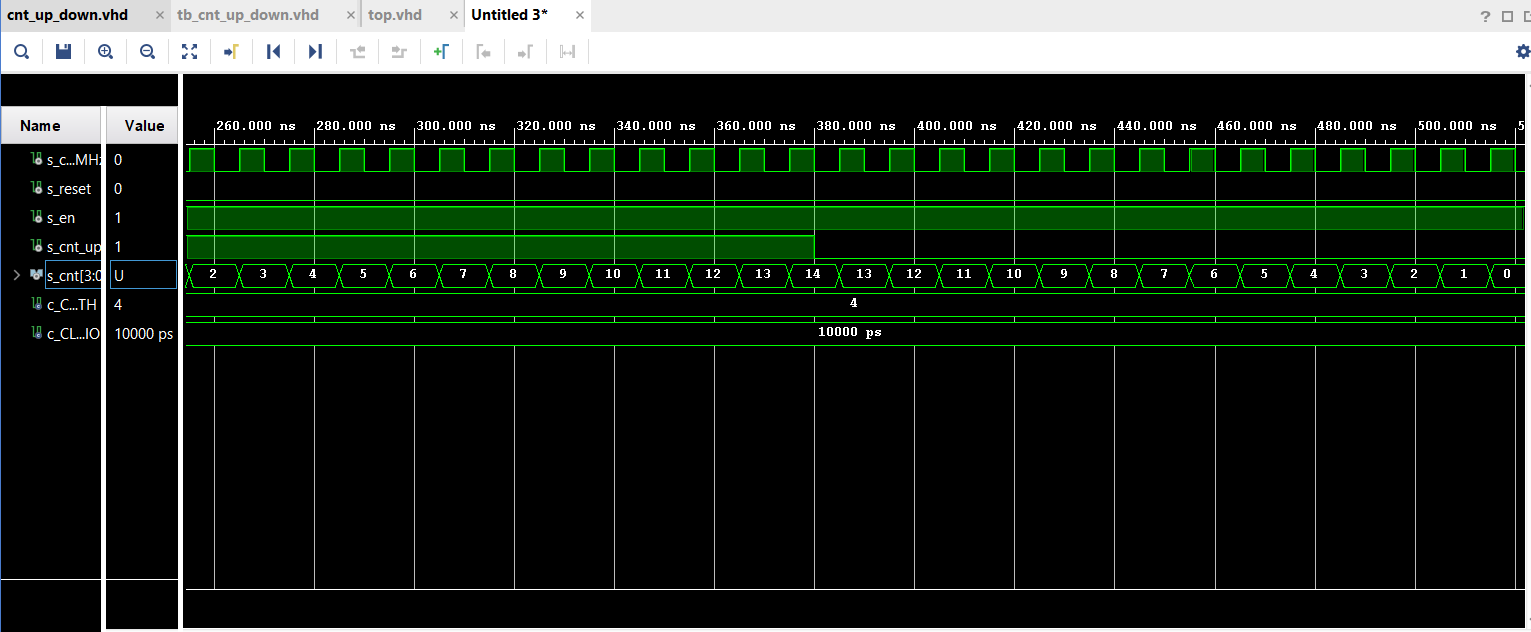 cnt_up_down.vhd × tb_cnt_up_down.vhd × top.vhd × Untitled 3* × ?
Name Value
260.000 ns 280.000 ns 300.000 ns 320.000 ns 340.000 ns 360.000 ns 380.000 ns 400.000 ns 420.000 ns 440.000 ns 460.000 ns 480.000 ns 500.000 ns 5
s_c...MHz 0
s_reset 0
s_en 1
s_cnt_up 1
s_cnt[3:0 U 2 3 4 5 6 7 8 9 10 11 12 13 14 13 12 11 10 9 8 7 6 5 4 3 2 1 0
c_C...TH 4 4
c_CL...IO 10000 ps 10000 ps